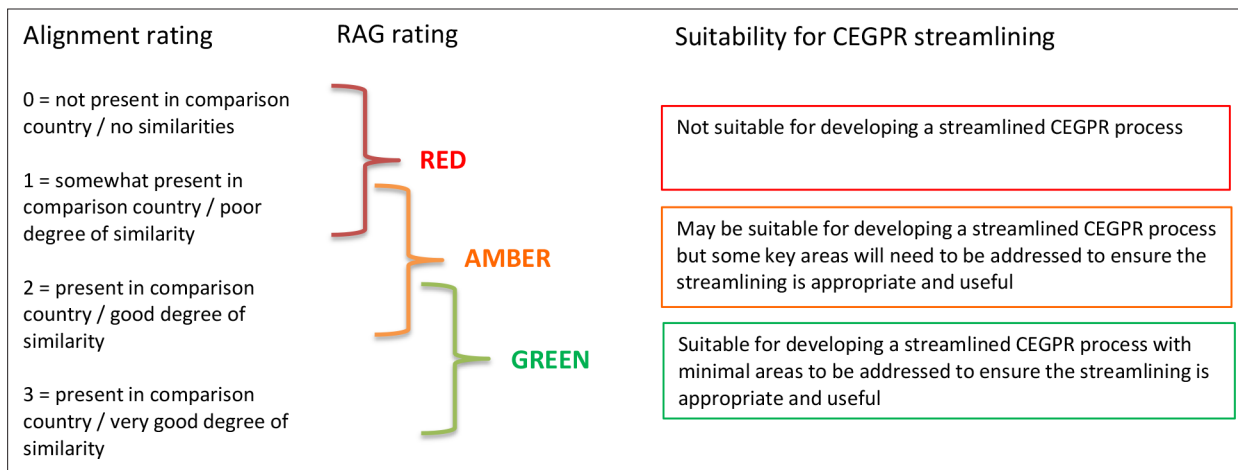 Alignment rating
RAG rating
Suitability for CEGPR streamlining
0 = not present in comparison
country / no similarities
1 = somewhat present in
comparison country / poor
degree of similarity
2 = present in comparison
country / good degree of
similarity
3 = present in comparison
country / very good degree of
similarity
RED
AMBER
GREEN
Not suitable for developing a streamlined CEGPR process
May be suitable for developing a streamlined CEGPR process
but some key areas will need to be addressed to ensure the
streamlining is appropriate and useful
Suitable for developing a streamlined CEGPR process with
minimal areas to be addressed to ensure the streamlining is
appropriate and useful